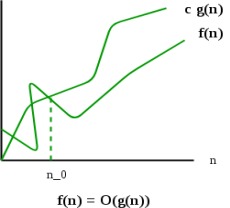 c g(n)
f(n)
n
n_0
f(n) = O(g(n))